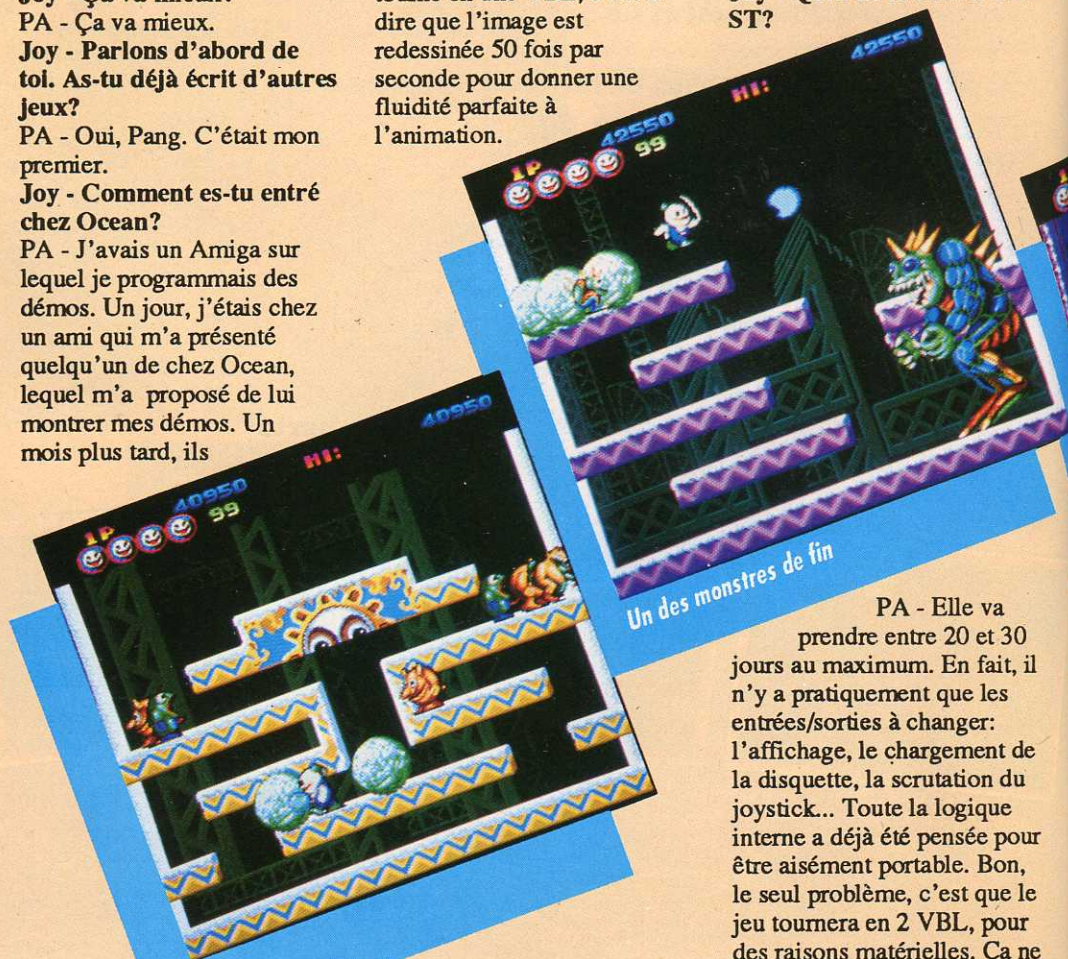 PA - Ça va mieux.
Joy - Parlons d'abord de
toi. As-tu déjà écrit d'autres
jeux?
PA - Oui, Pang. C'était mon
premier.
Joy - Comment es-tu entré
chez Ocean?
PA - J'avais un Amiga sur
lequel je programmais des
démos. Un jour, j'étais chez
un ami qui m'a présenté
quelqu'un de chez Ocean,
lequel m'a proposé de lui
montrer mes démos. Un
mois plus tard, ils
dire que l'image est
redessinée 50 fois par
seconde pour donner une
fluidité parfaite à
l'animation.
ST?
HI: 42550
1P 42550
99
Un des monstres de fin
HI: 40950
1P 40950
99
PA - Elle va
prendre entre 20 et 30
jours au maximum. En fait, il
n'y a pratiquement que les
entrées/sorties à changer:
l'affichage, le chargement de
la disquette, la scrutation du
joystick... Toute la logique
interne a déjà été pensée pour
être aisément portable. Bon,
le seul problème, c'est que le
jeu tournera en 2 VBL, pour
des raisons matérielles. Ça ne